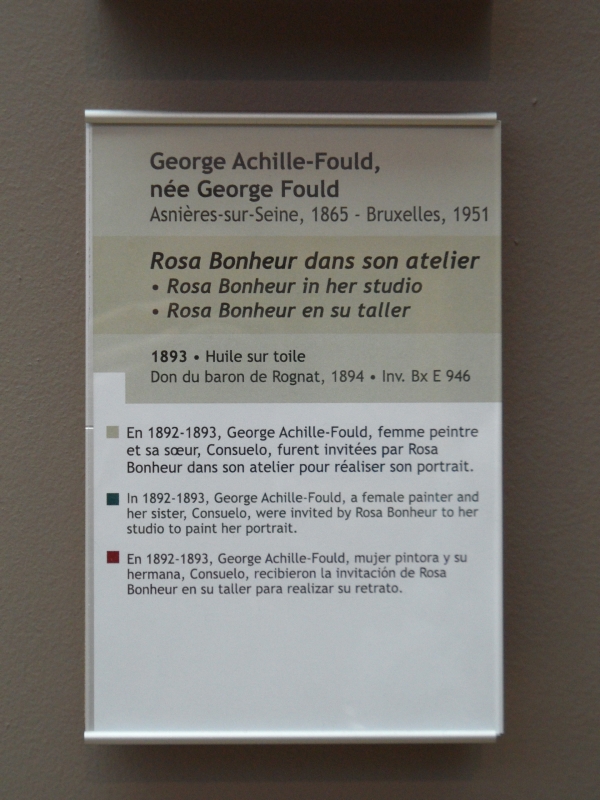 George Achille-Fould,
née George Fould
Asnières-sur-Seine, 1865 - Bruxelles, 1951
Rosa Bonheur dans son atelier
• Rosa Bonheur in her studio
• Rosa Bonheur en su taller
1893 • Huile sur toile
Don du baron de Rognat, 1894 • Inv. Bx E 946
En 1892-1893, George Achille-Fould, femme peintre
et sa sœur, Consuelo, furent invitées par Rosa
Bonheur dans son atelier pour réaliser son portrait.
In 1892-1893, George Achille-Fould, a female painter and
her sister, Consuelo, were invited by Rosa Bonheur to her
studio to paint her portrait.
En 1892-1893, George Achille-Fould, mujer pintora y su
hermana, Consuelo, recibieron la invitación de Rosa
Bonheur en su taller para realizar su retrato.